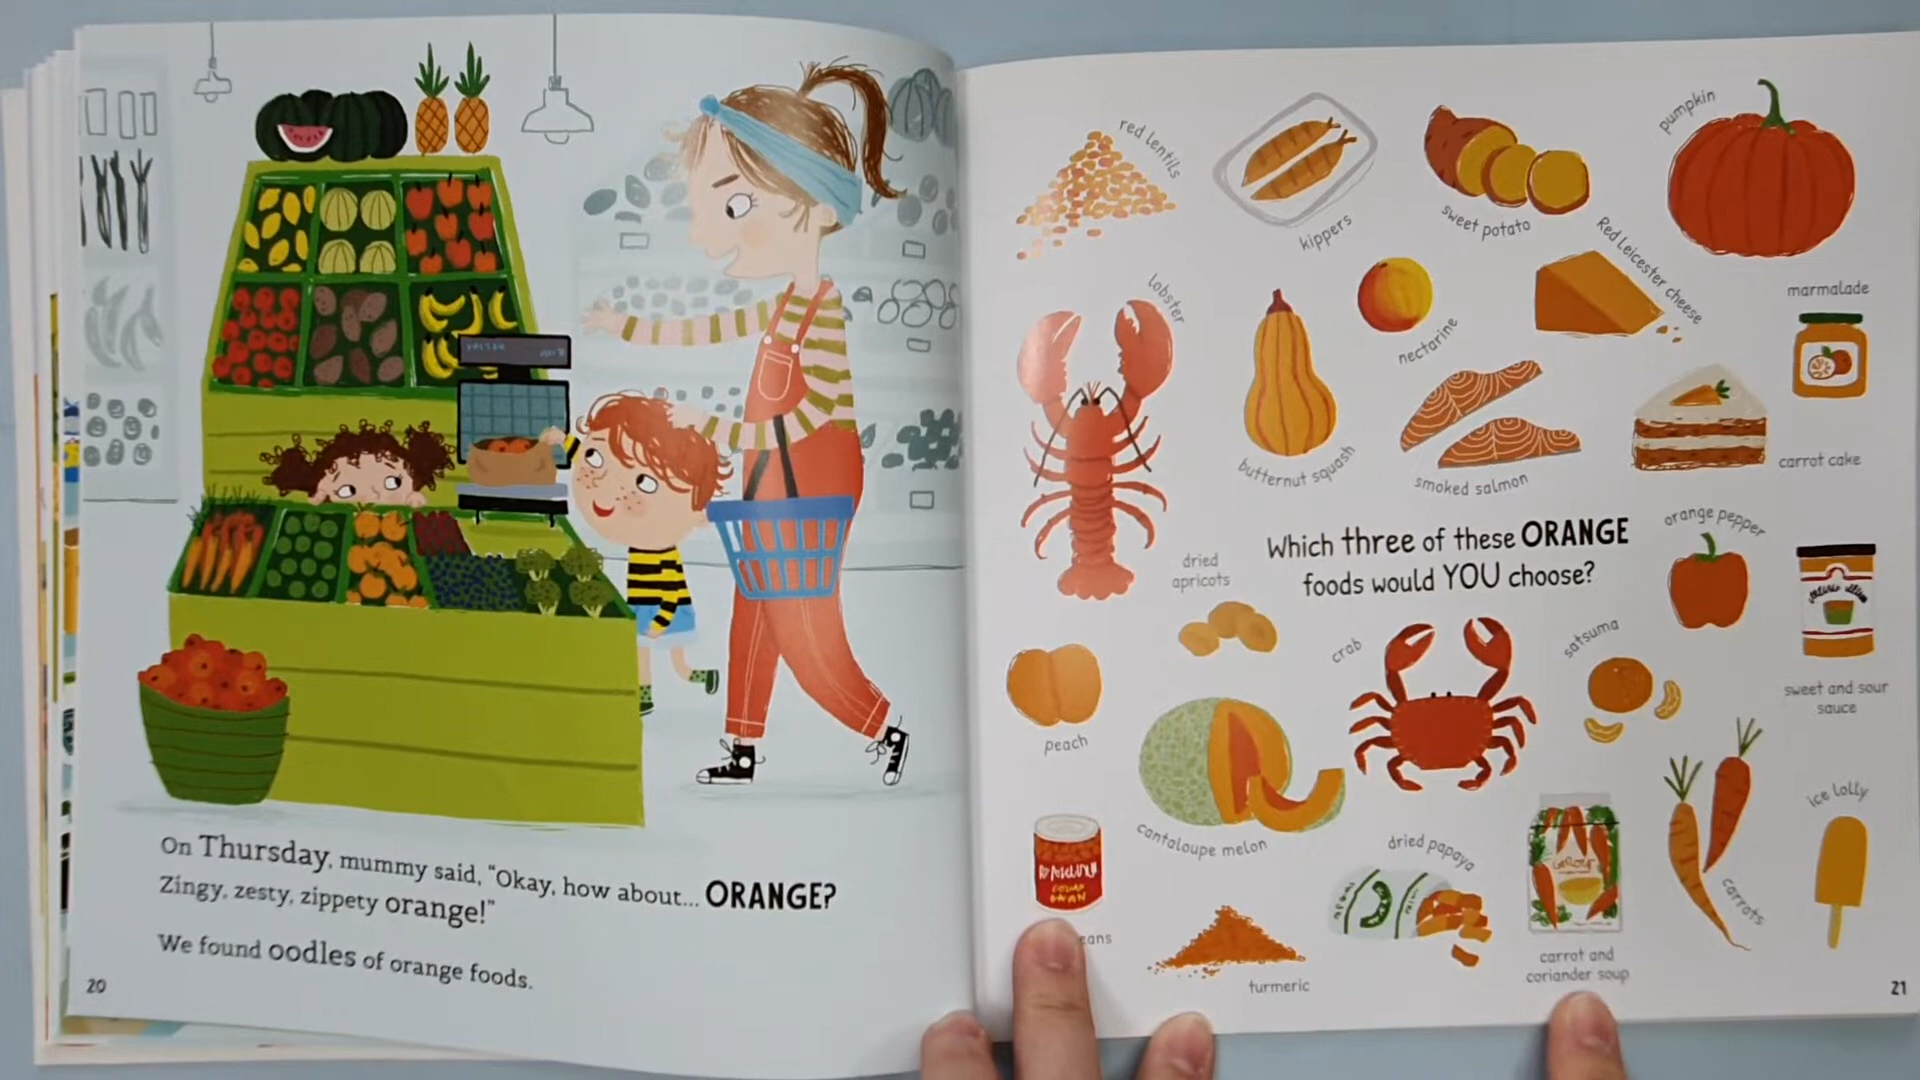 On Thursday, mummy said, “Okay, how about... ORANGE?
Zingy, zesty, zippety orange!”
We found oodles of orange foods.
20
red lentils
kippers
sweet potato
pumpkin
lobster
butternut squash
nectarine
Red Leicester cheese
marmalade
smoked salmon
carrot cake
Which three of these ORANGE
foods would YOU choose?
orange pepper
dried
apricots
crab
satsuma
sweet and sour
sauce
peach
cantaloupe melon
dried papaya
carrots
ice lolly
turmeric
carrot and
coriander soup
21